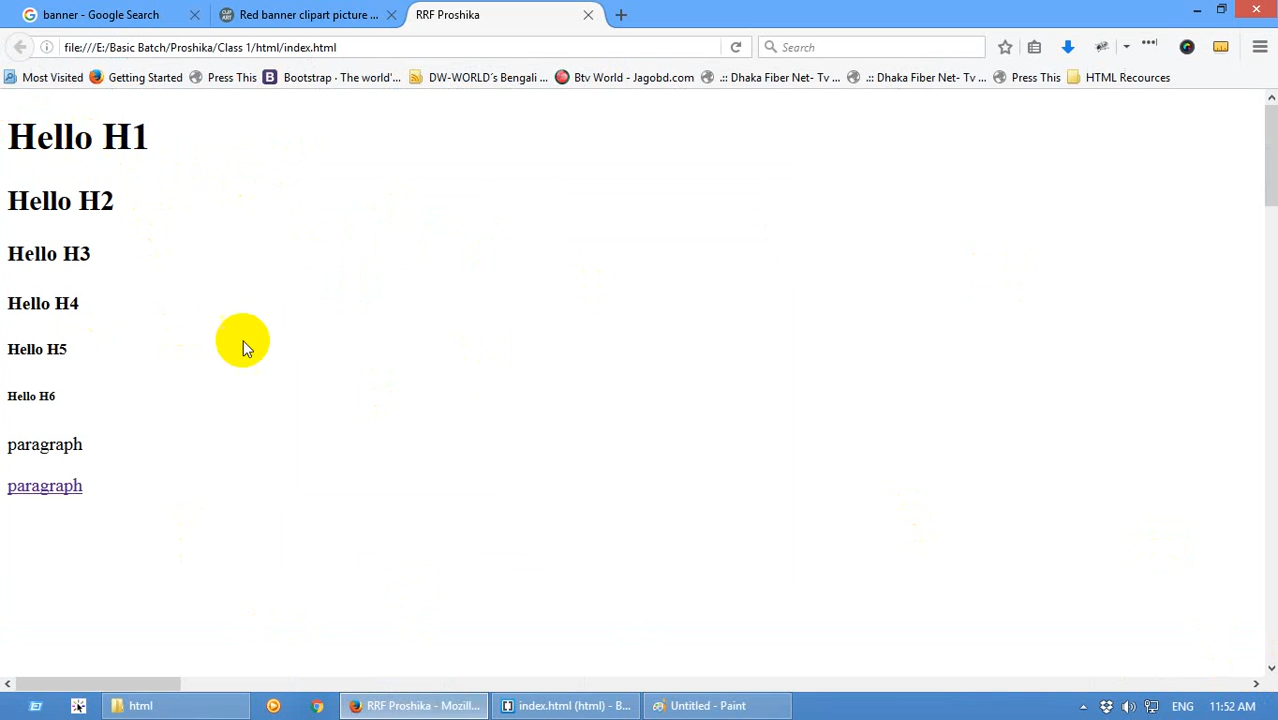 banner - Google Search
Red banner clipart picture ...
RRF Proshika
file:///E:/Basic Batch/Proshika/Class 1/html/index.html
Search
Most Visited
Getting Started
Press This
Bootstrap · The world'...
DW-WORLD´s Bengali ...
Btv World - Jagobd.com
.:: Dhaka Fiber Net- Tv ...
.:: Dhaka Fiber Net- Tv ...
Press This
HTML Recources
Hello H1
Hello H2
Hello H3
Hello H4
Hello H5
Hello H6
paragraph
paragraph
html
RRF Proshika - Mozill...
index.html (html) - B...
Untitled - Paint
ENG
11:52 AM